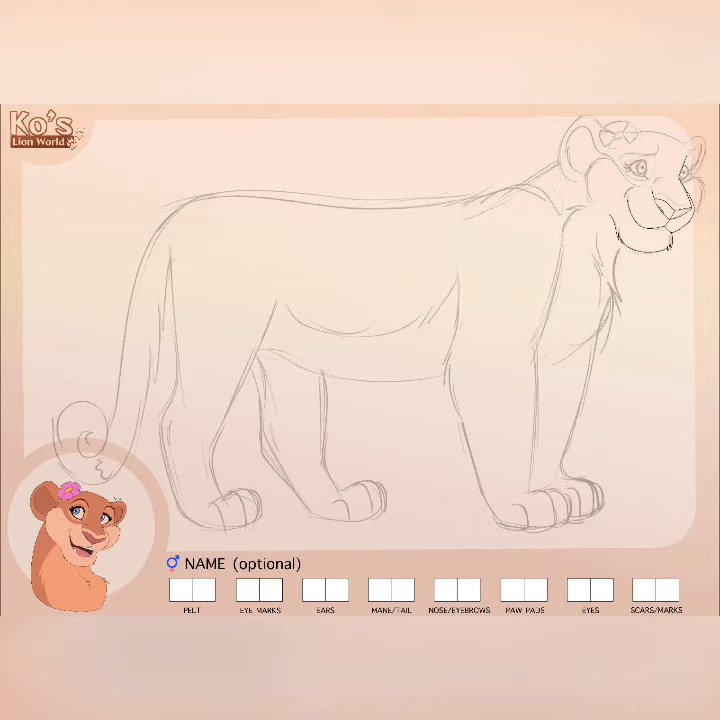 Ko's
Lion World
NAME (optional)
PELT
EYE MARKS
EARS
MANE/TAIL
NOSE/EYEBROWS
PAW PADS
EYES
SCARS/MARKS